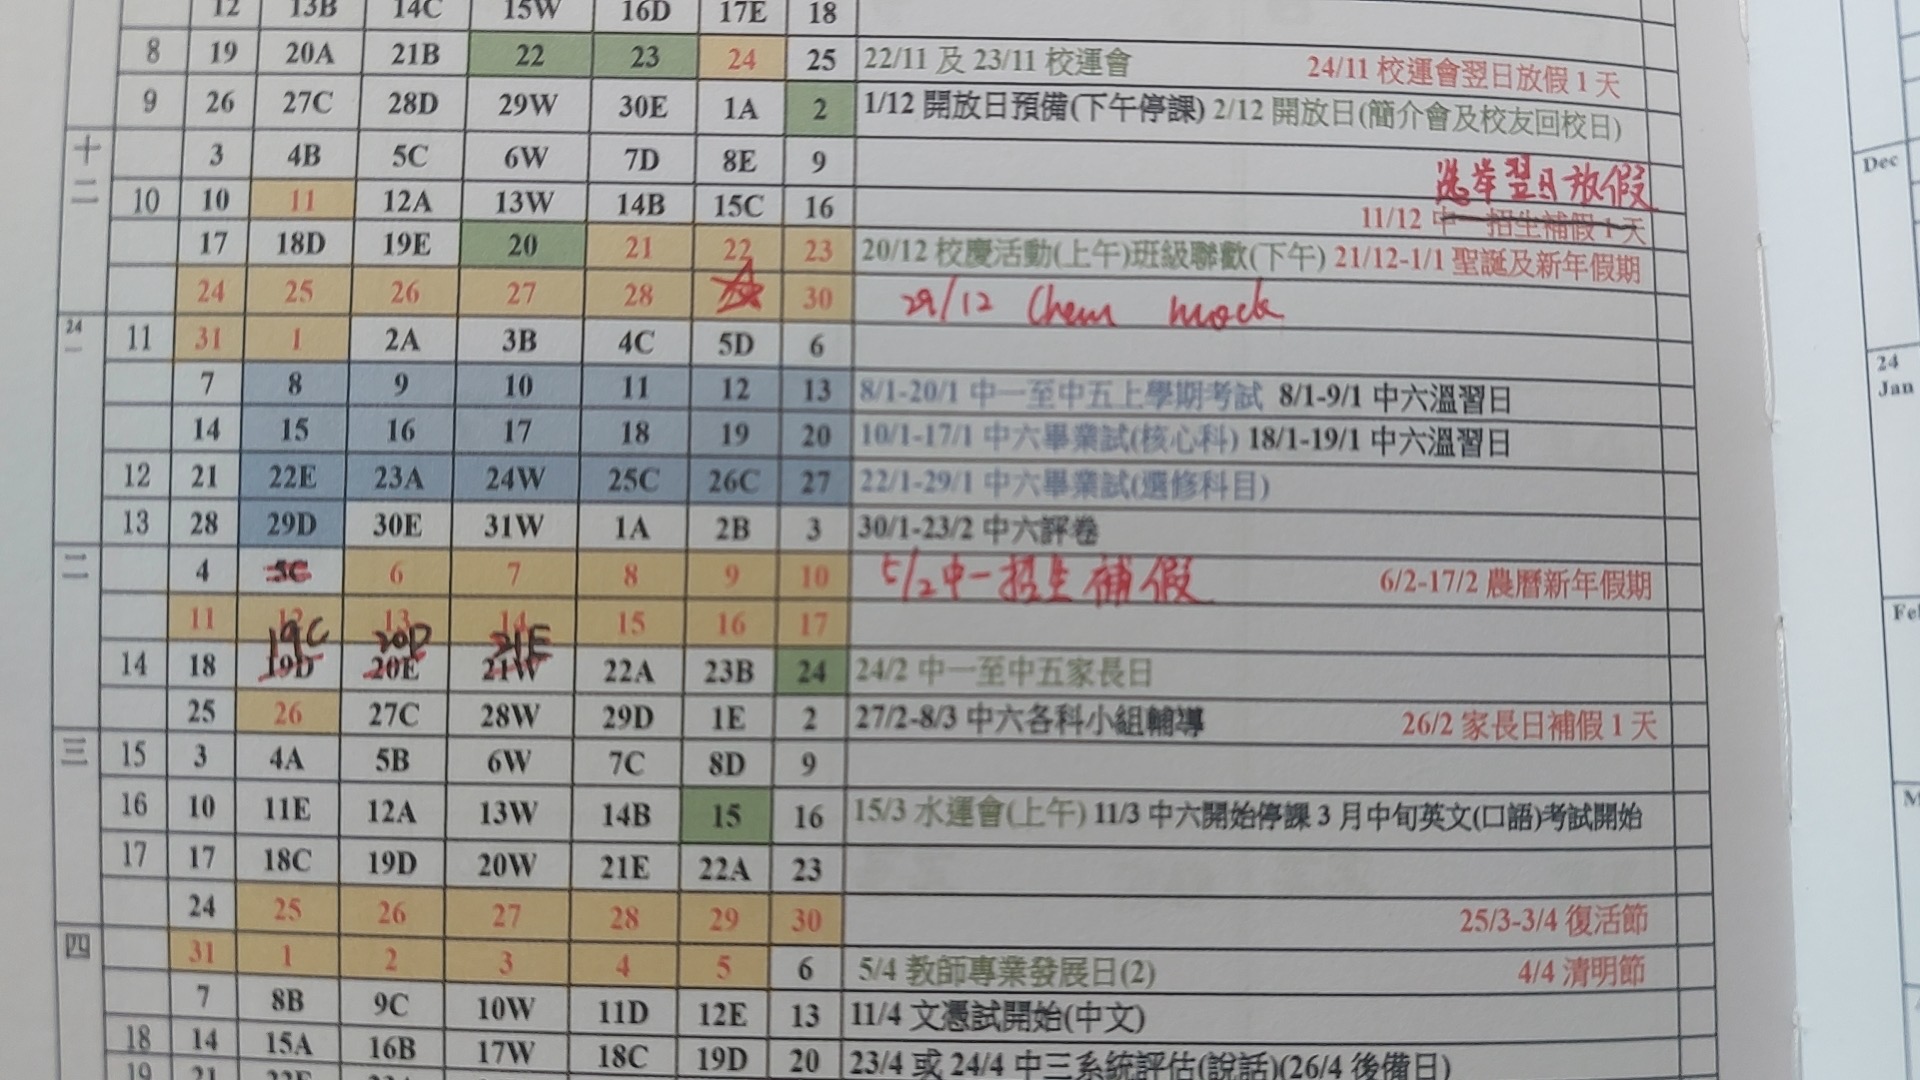 12 13B 14C 15W 16D 17E 18
8 19 20A 21B 22 23 24 25 22/11 及 23/11 校運會 24/11 校運會翌日放假 1 天
9 26 27C 28D 29W 30E 1A 2 1/12 開放日預備(下午停課) 2/12 開放日(簡介會及校友回校日)
十二 3 4B 5C 6W 7D 8E 9
選舉翌日放假
10 10 11 12A 13W 14B 15C 16 11/12 中一招生補假 1 天
17 18D 19E 20 21 22 23 20/12 校慶活動(上午)班級聯歡(下午) 21/12-1/1 聖誕及新年假期
24 25 26 27 28 30 29/12 Chem mock
24 一 11 31 1 2A 3B 4C 5D 6
7 8 9 10 11 12 13 8/1-20/1 中一至中五上學期考試 8/1-9/1 中六溫習日
14 15 16 17 18 19 20 10/1-17/1 中六畢業試(核心科) 18/1-19/1 中六溫習日
12 21 22E 23A 24W 25C 26C 27 22/1-29/1 中六畢業試(選修科目)
13 28 29D 30E 31W 1A 2B 3 30/1-23/2 中六評卷
二 4 5C 6 7 8 9 10 5/2中一招生補假 6/2-17/2 農曆新年假期
11 12 13 14 15 16 17
19C 20D 21E
14 18 19D 20E 21W 22A 23B 24 24/2 中一至中五家長日
25 26 27C 28W 29D 1E 2 27/2-8/3 中六各科小組輔導 26/2 家長日補假 1 天
三 15 3 4A 5B 6W 7C 8D 9
16 10 11E 12A 13W 14B 15 16 15/3 水運會(上午) 11/3 中六開始停課 3 月中旬英文(口語)考試開始
17 17 18C 19D 20W 21E 22A 23
24 25 26 27 28 29 30 25/3-3/4 復活節
四 31 1 2 3 4 5 6 5/4 教師專業發展日(2) 4/4 清明節
7 8B 9C 10W 11D 12E 13 11/4 文憑試開始(中文)
18 14 15A 16B 17W 18C 19D 20 23/4 或 24/4 中三系統評估(說話)(26/4 後備日)
19 21 22E
Dec
24
Jan